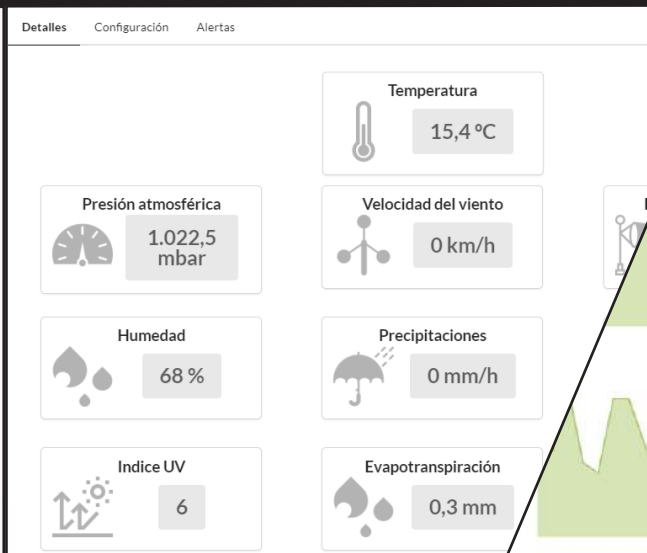 Detalles Configuración Alertas
Temperatura
15,4 ºC
Presión atmosférica
1.022,5
mbar
Velocidad del viento
0 km/h
Humedad
68 %
Precipitaciones
0 mm/h
Indice UV
6
Evapotranspiración
0,3 mm